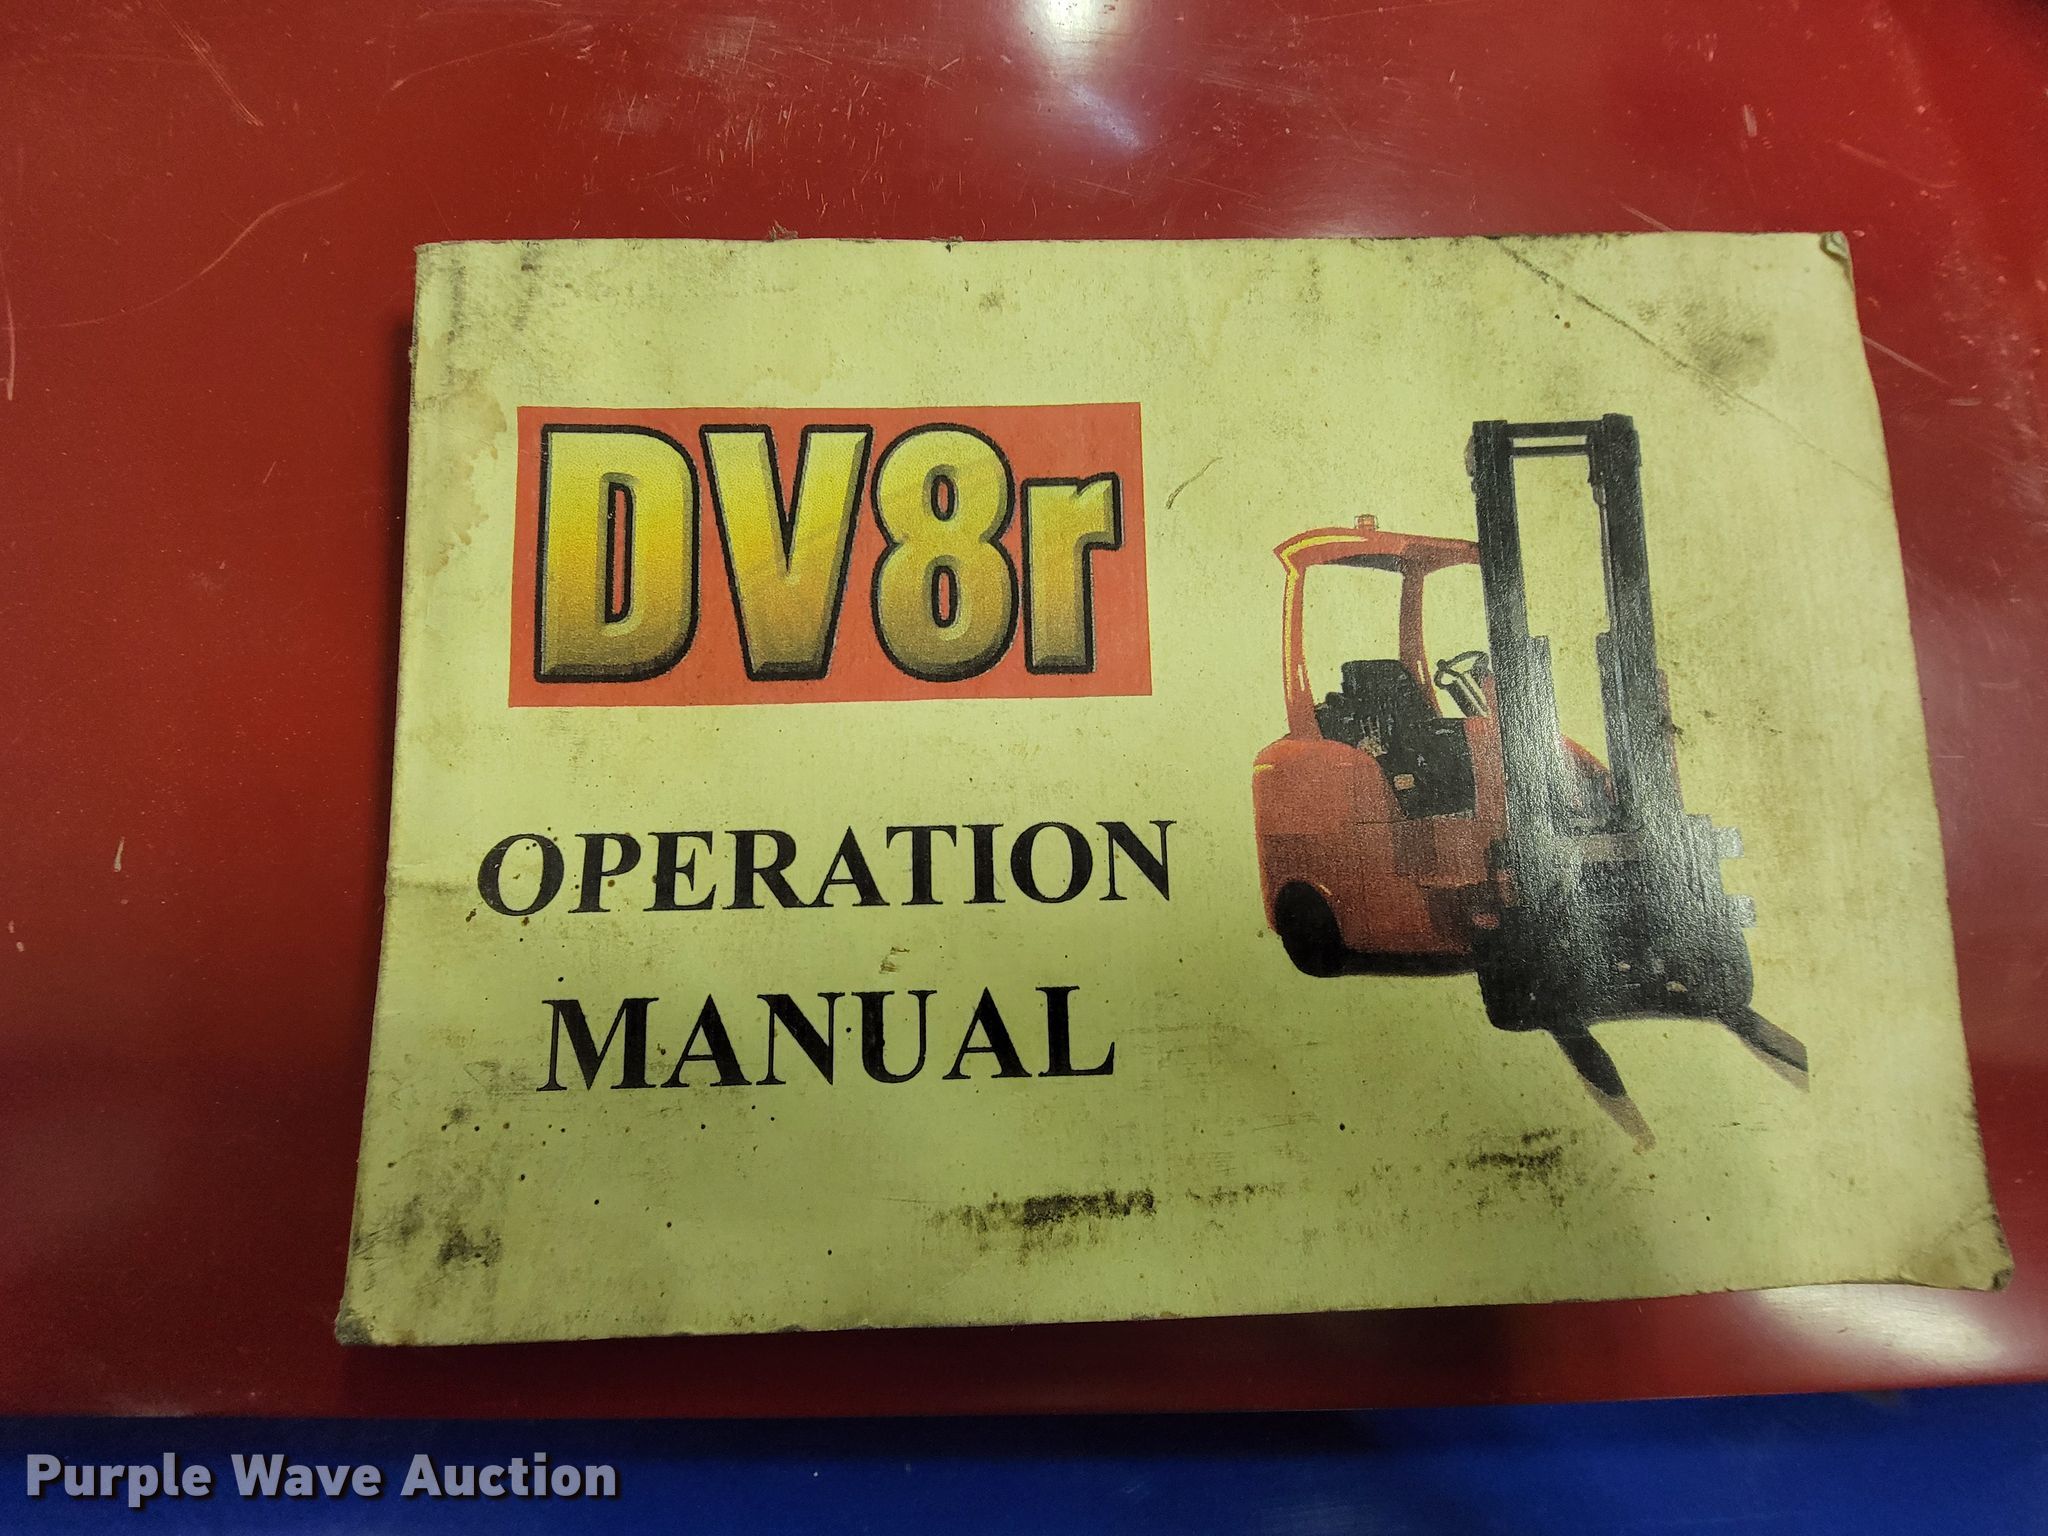 DV8r
OPERATION
MANUAL
Purple Wave Auction